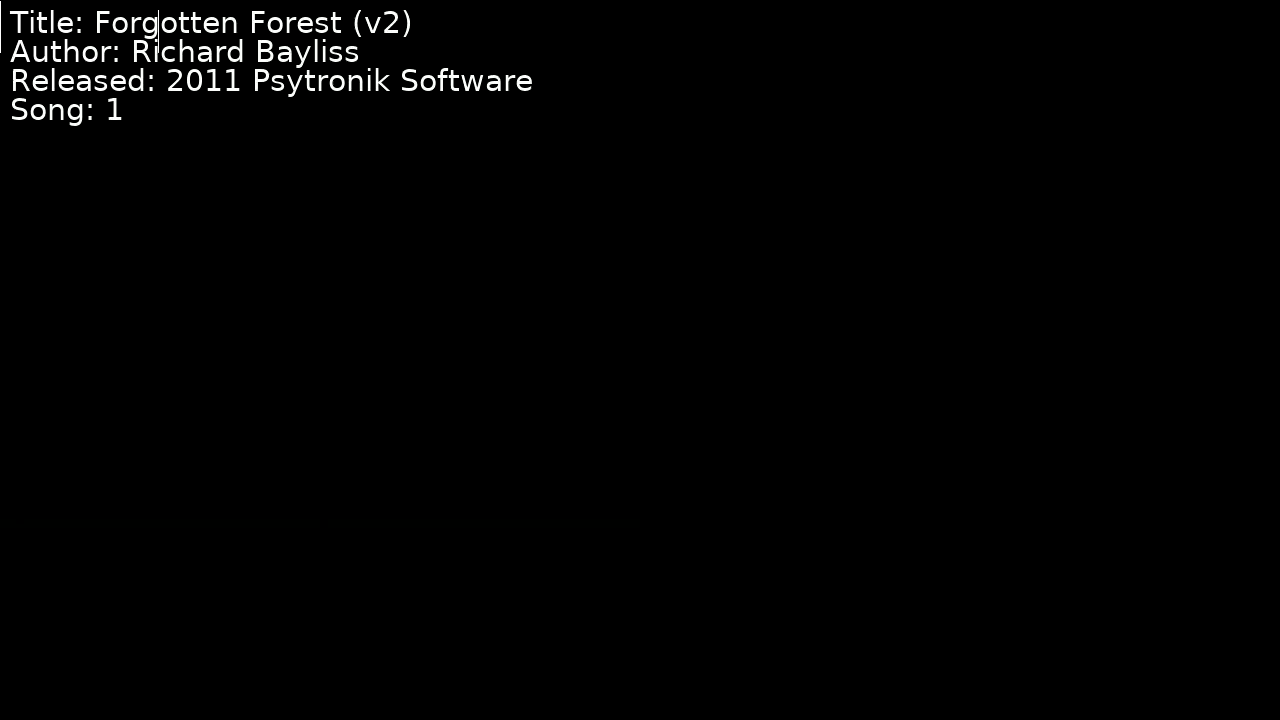 Title: Forgotten Forest (v2)
Author: Richard Bayliss
Released: 2011 Psytronik Software
Song: 1